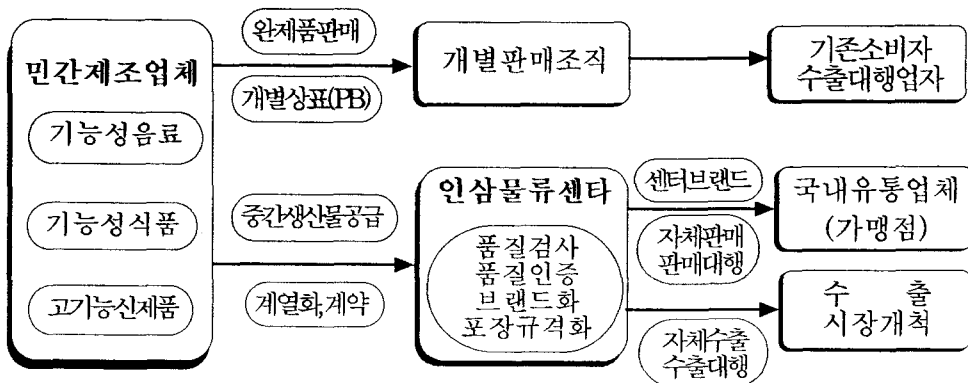 민간제조업체
기능성음료
기능성식품
고기능신제품
완제품판매
개별상표(PB)
개별판매조직
기존소비자
수출대행업자
중간생산물공급
계열화,계약
인삼물류센타
품질검사
품질인증
브랜드화
포장규격화
센터브랜드
자체판매
판매대행
국내유통업체
(가맹점)
자체수출
수출대행
수 출
시장개척